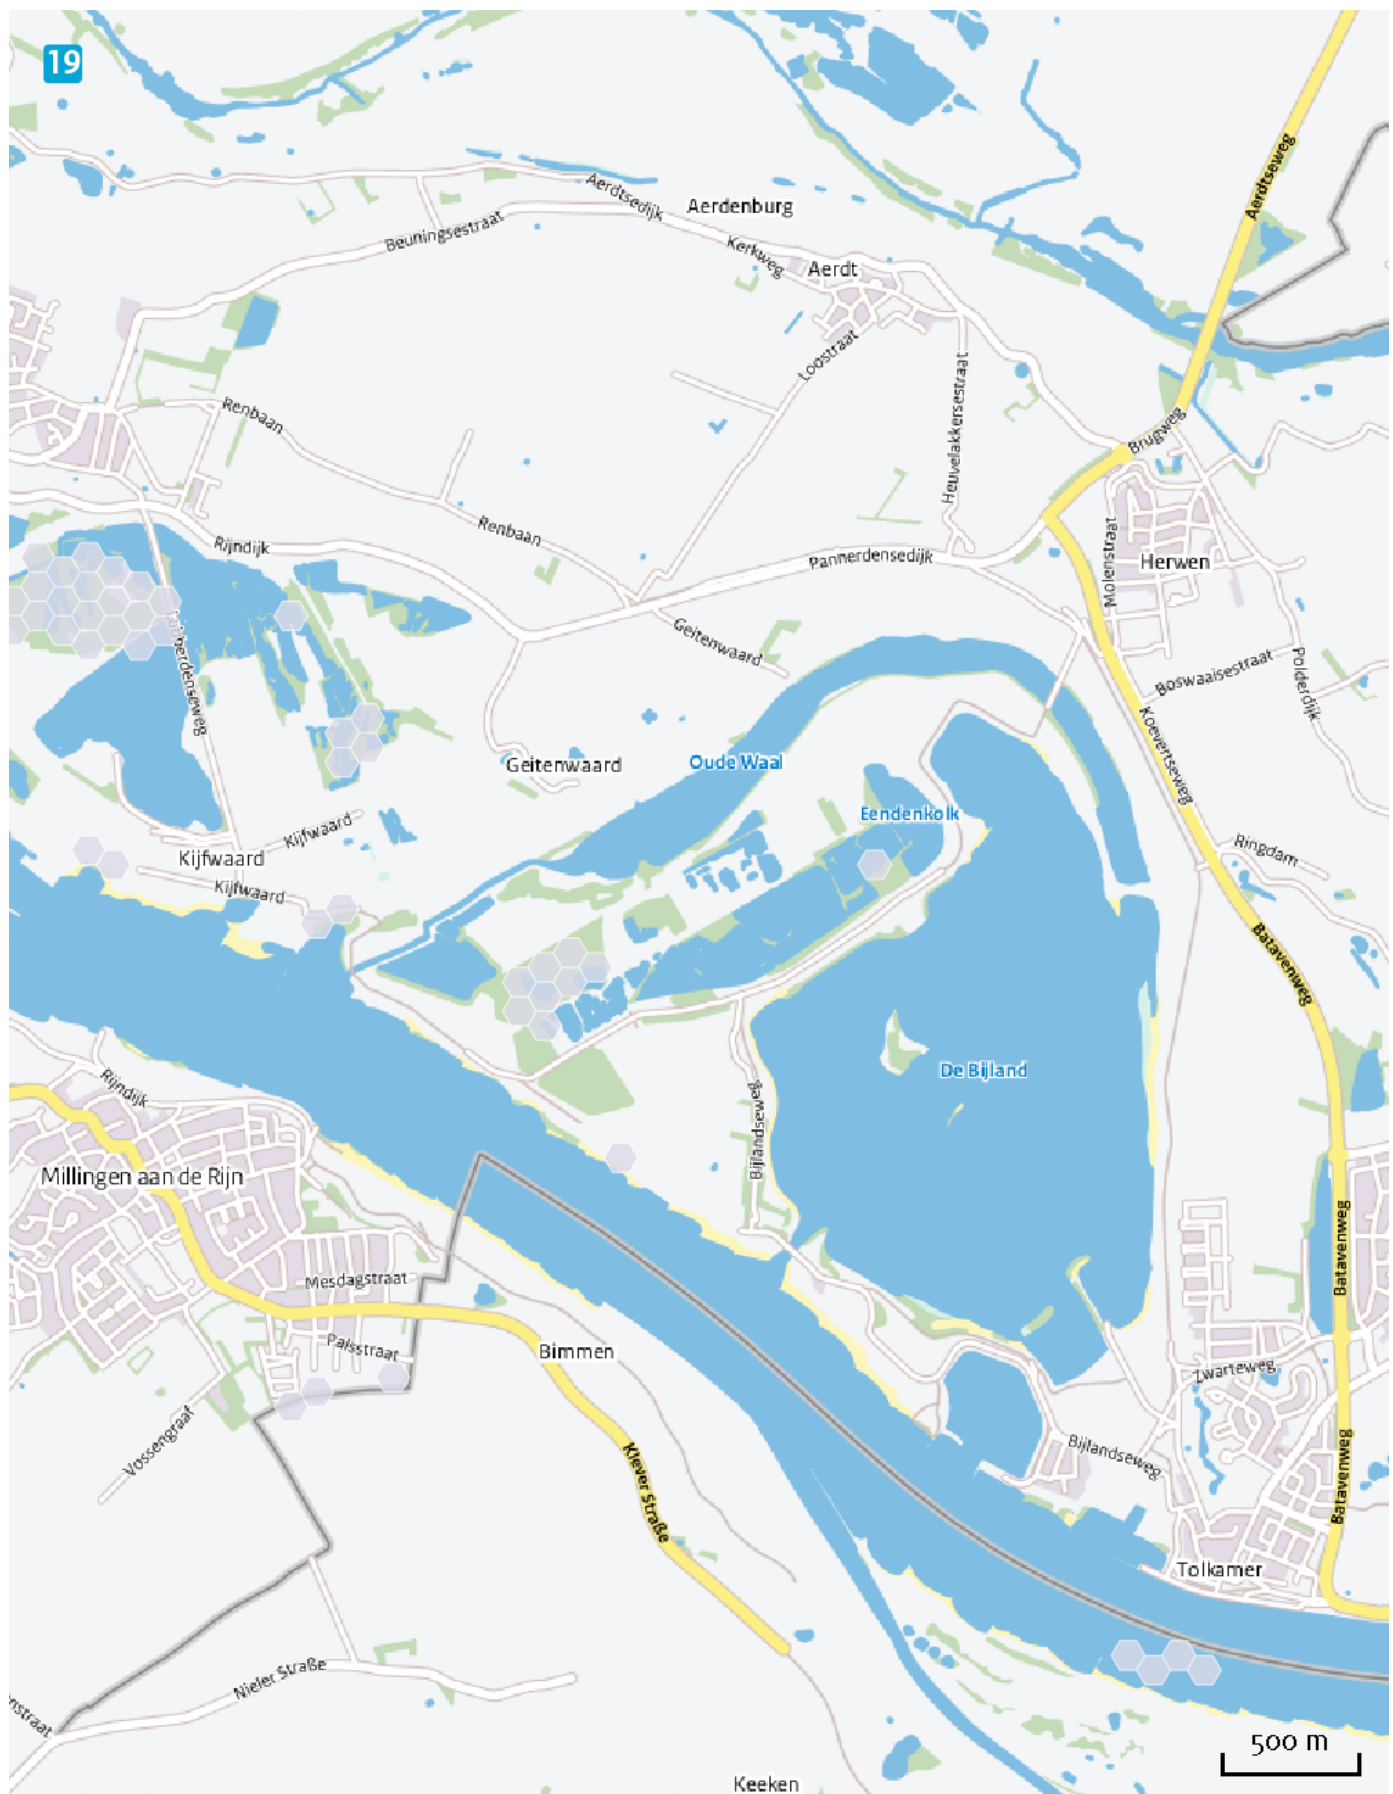 19
Aerdtseweg
Aerdtsedijk
Aerdenburg
Beuningsestraat
Kerkweg
Aerdt
Loostraat
Heuvelakkersestraat
Renbaan
Brugweg
Renbaan
Rijndijk
Pannerdensedijk
Molenstraat
Herwen
Geitenwaard
Boswaaisestraat
Polderdijk
Koevertseweg
Geitenwaard
Oude Waal
Eendenkolk
Kijfwaard
Kijfwaard
Kijfwaard
Ringdam
Batavenweg
De Bijland
Rijndijk
Bijlandseweg
Millingen aan de Rijn
Batavenweg
Mesdagstraat
Palsstraat
Bimmen
Zwarteweg
Vossengraaf
Klever Straße
Bijlandseweg
Batavenweg
Tolkamer
Nieler Straße
500 m
Keeken